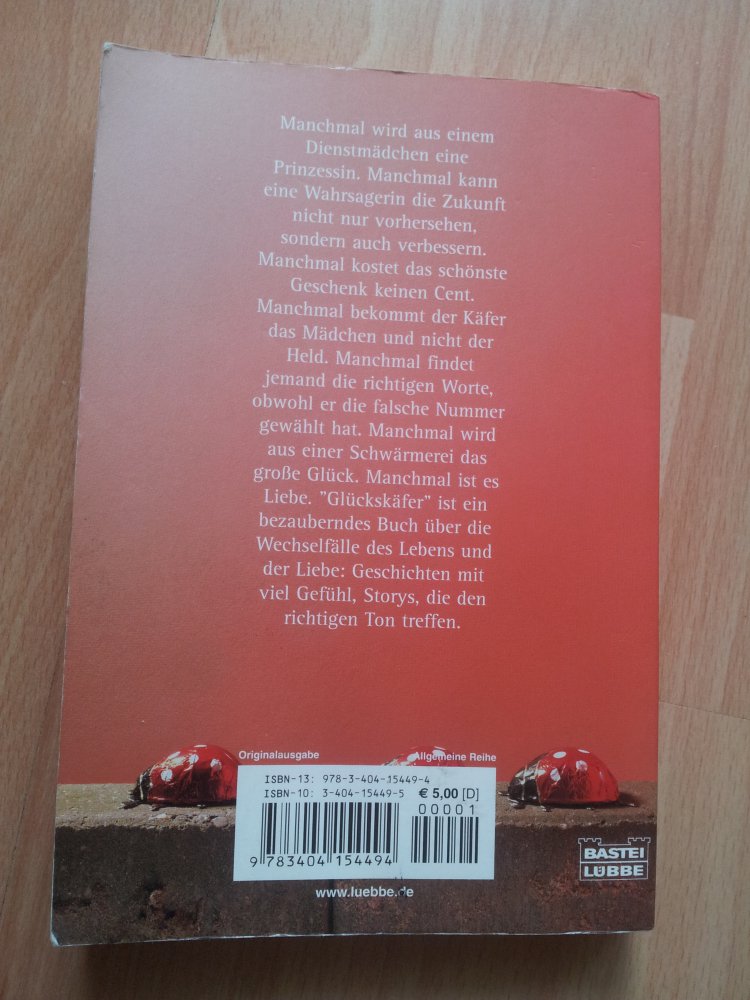 Manchmal wird aus einem
Dienstmädchen eine
Prinzessin. Manchmal kann
eine Wahrsagerin die Zukunft
nicht nur vorhersehen,
sondern auch verbessern.
Manchmal kostet das schönste
Geschenk keinen Cent.
Manchmal bekommt der Käfer
das Mädchen und nicht der
Held. Manchmal findet
jemand die richtigen Worte,
obwohl er die falsche Nummer
gewählt hat. Manchmal wird
aus einer Schwärmerei das
große Glück. Manchmal ist es
Liebe. "Glückskäfer" ist ein
bezauberndes Buch über die
Wechselfälle des Lebens und
der Liebe: Geschichten mit
viel Gefühl, Storys, die den
richtigen Ton treffen.
Originalausgabe
Allgemeine Reihe
ISBN-13: 978-3-404-15449-4
ISBN-10: 3-404-15449-5
€ 5,00 [D]
00001
9 783404 154494
www.luebbe.de
BASTEI
LÜBBE